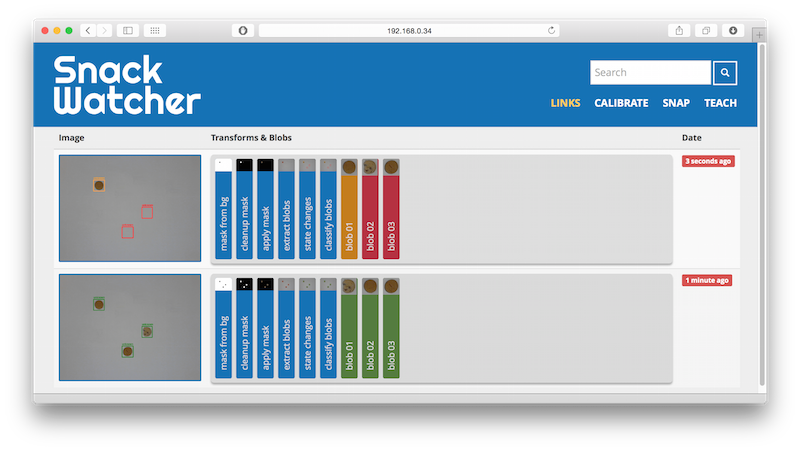 192.168.0.34
Snack
Watcher
Search
LINKS CALIBRATE SNAP TEACH
Image Transforms & Blobs Date
mask from bg
cleanup mask
apply mask
extract blobs
state changes
classify blobs
blob 01
blob 02
blob 03
3 seconds ago
mask from bg
cleanup mask
apply mask
extract blobs
state changes
classify blobs
blob 01
blob 02
blob 03
1 minute ago